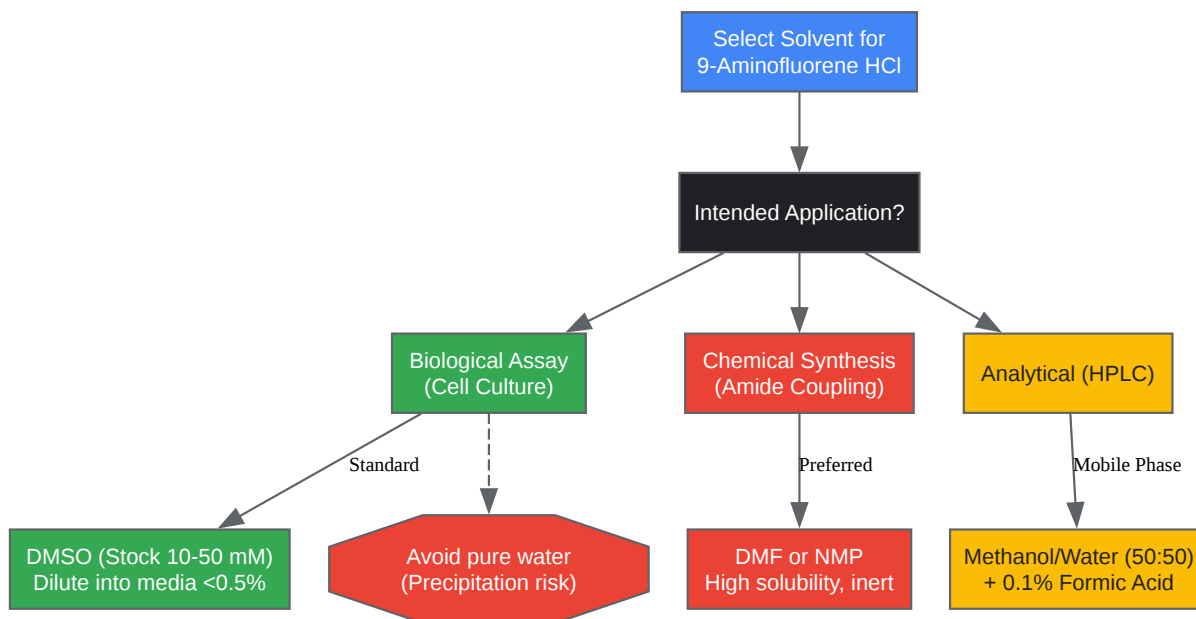 Select Solvent for
9-Aminofluorene HCl
Intended Application?
Biological Assay
(Cell Culture)
Chemical Synthesis
(Amide Coupling)
Analytical (HPLC)
Standard
Preferred
Mobile Phase
DMSO (Stock 10-50 mM)
Dilute into media <0.5%
Avoid pure water
(Precipitation risk)
DMF or NMP
High solubility, inert
Methanol/Water (50:50)
+ 0.1% Formic Acid